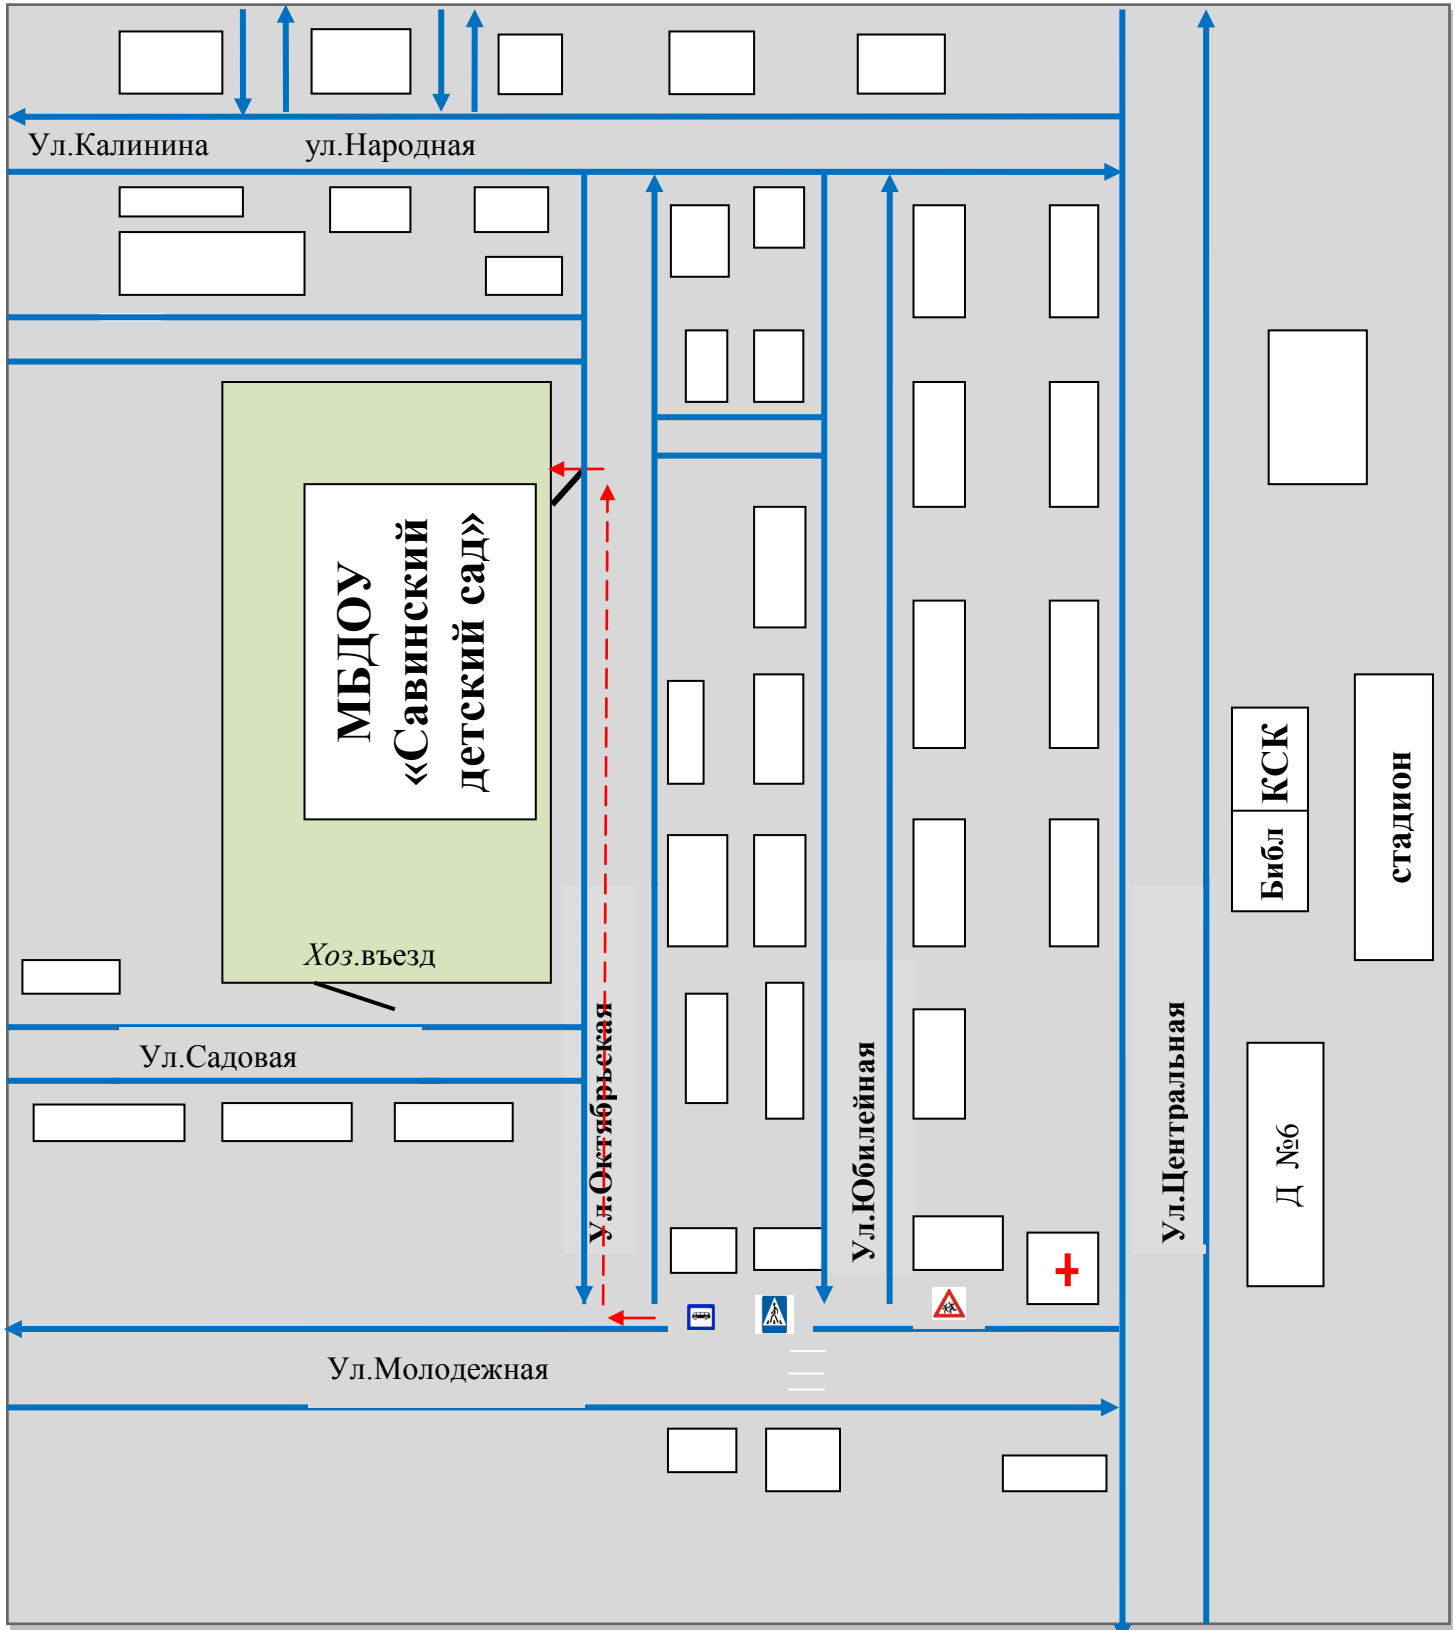 Ул.Калинина
ул.Народная
МБДОУ
«Савинский
детский сад»
Хоз.въезд
Ул.Садовая
Ул.Октябрьская
Ул.Юбилейная
Ул.Центральная
КСК
Библ
стадион
Д №6
Ул.Молодежная